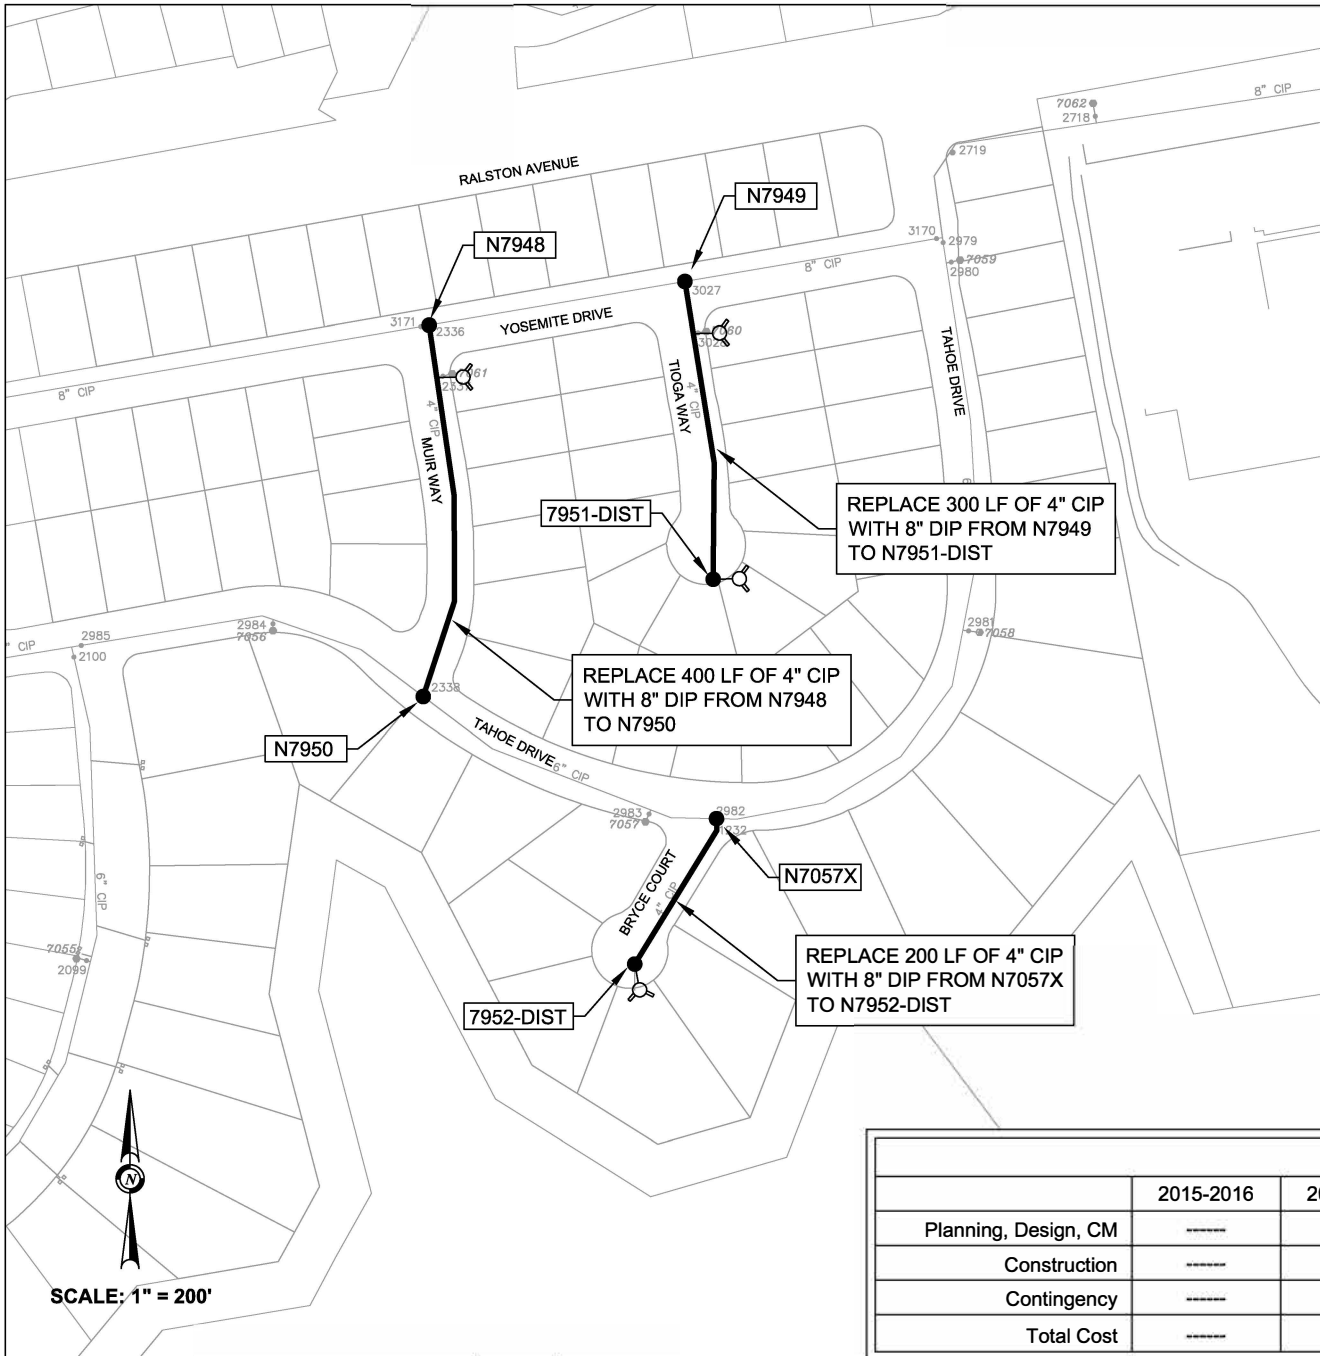 8" CIP
7062
2718
2719
RALSTON AVENUE
N7949
N7948
3170
2979
7059
2980
8" CIP
3027
3171
2336
YOSEMITE DRIVE
7060
3028
7061
2337
8" CIP
4" CIP
MUIR WAY
TIOGA WAY
4" CIP
TAHOE DRIVE
7951-DIST
REPLACE 300 LF OF 4" CIP
WITH 8" DIP FROM N7949
TO N7951-DIST
2984
7056
2985
" CIP
2100
2981
7058
REPLACE 400 LF OF 4" CIP
WITH 8" DIP FROM N7948
TO N7950
2338
N7950
TAHOE DRIVE
6" CIP
2983
7057
2982
1232
N7057X
BRYCE COURT
4" CIP
6" CIP
7055
2099
REPLACE 200 LF OF 4" CIP
WITH 8" DIP FROM N7057X
TO N7952-DIST
7952-DIST
N
SCALE: 1" = 200'
2015-2016
Planning, Design, CM ------
Construction ------
Contingency ------
Total Cost ------